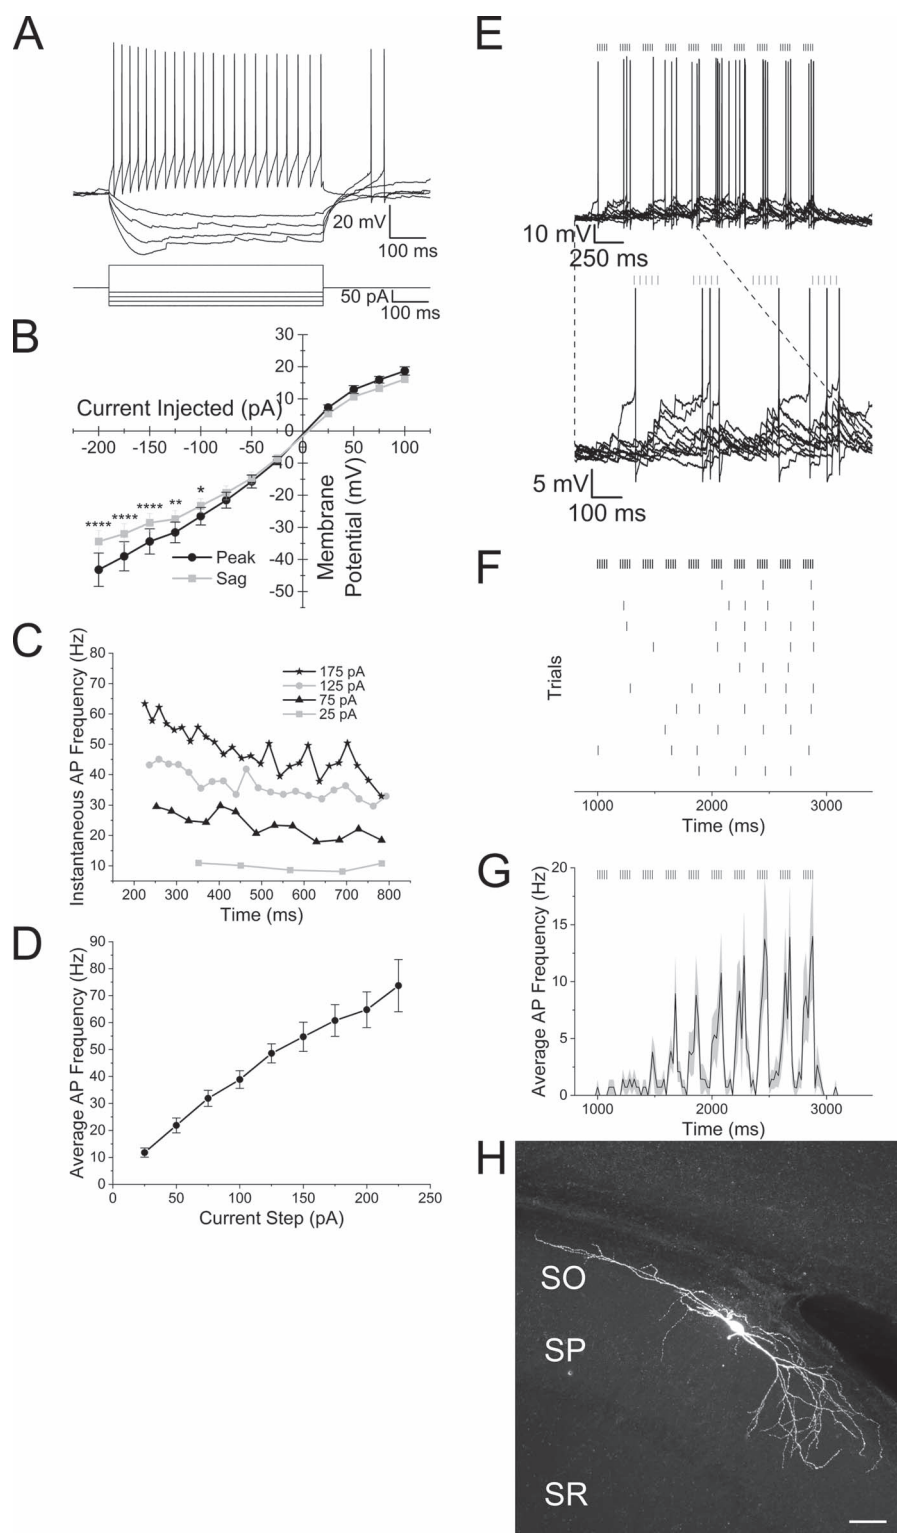 A
20 mV
100 ms
50 pA
100 ms
B
30
20
10
0
-10
-20
-30
-40
-50
Current Injected (pA)
-200 -150 -100 -50 0 50 100
Membrane
Potential (mV)
**** **** **** ** *
Peak
Sag
C
Instantaneous AP Frequency (Hz)
80
70
60
50
40
30
20
10
175 pA
125 pA
75 pA
25 pA
200 300 400 500 600 700 800
Time (ms)
D
Average AP Frequency (Hz)
90
80
70
60
50
40
30
20
10
0
0 50 100 150 200 250
Current Step (pA)
E
10 mV
250 ms
5 mV
100 ms
F
Trials
1000 2000 3000
Time (ms)
G
Average AP Frequency (Hz)
20
15
10
5
0
1000 2000 3000
Time (ms)
H
SO
SP
SR